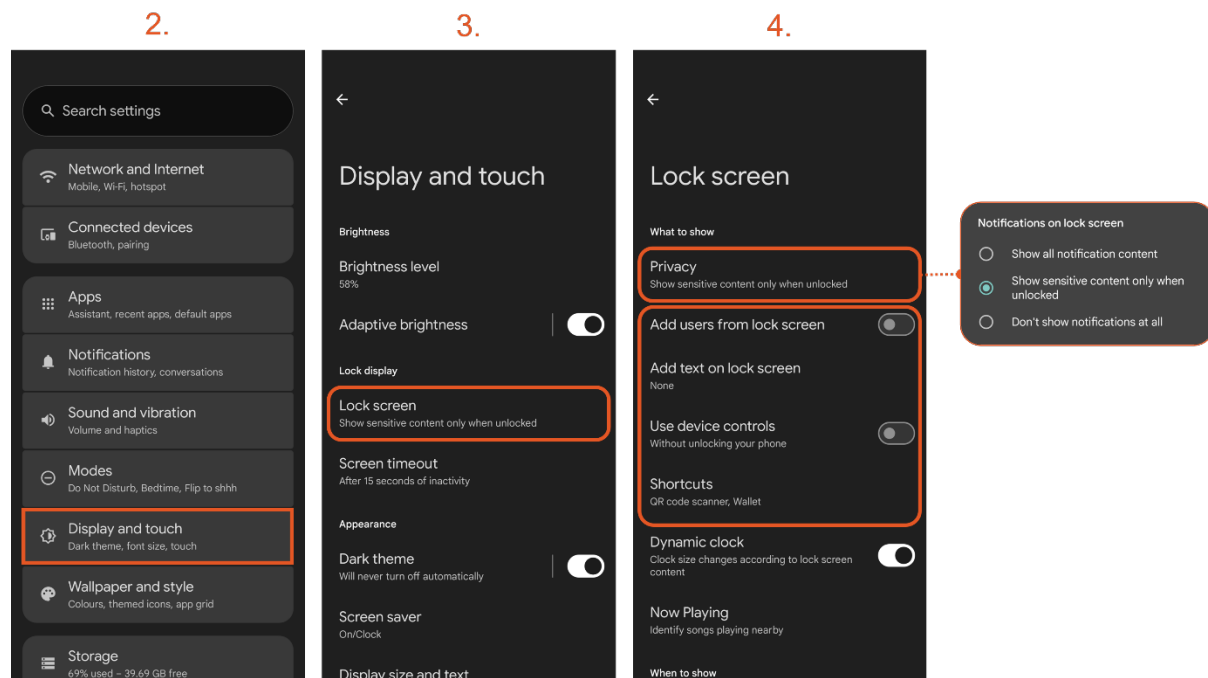 2.
3.
4.
Search settings
Network and Internet
Mobile, Wi-Fi, hotspot
Connected devices
Bluetooth, pairing
Apps
Assistant, recent apps, default apps
Notifications
Notification history, conversations
Sound and vibration
Volume and haptics
Modes
Do Not Disturb, Bedtime, Flip to shhh
Display and touch
Dark theme, font size, touch
Wallpaper and style
Colours, themed icons, app grid
Storage
69% used – 39.69 GB free
Display and touch
Brightness
Brightness level
58%
Adaptive brightness
Lock display
Lock screen
Show sensitive content only when unlocked
Screen timeout
After 15 seconds of inactivity
Appearance
Dark theme
Will never turn off automatically
Screen saver
On/Clock
Display size and text
Lock screen
What to show
Privacy
Show sensitive content only when unlocked
Add users from lock screen
Add text on lock screen
None
Use device controls
Without unlocking your phone
Shortcuts
QR code scanner, Wallet
Dynamic clock
Clock size changes according to lock screen
content
Now Playing
Identify songs playing nearby
When to show
Notifications on lock screen
Show all notification content
Show sensitive content only when
unlocked
Don't show notifications at all